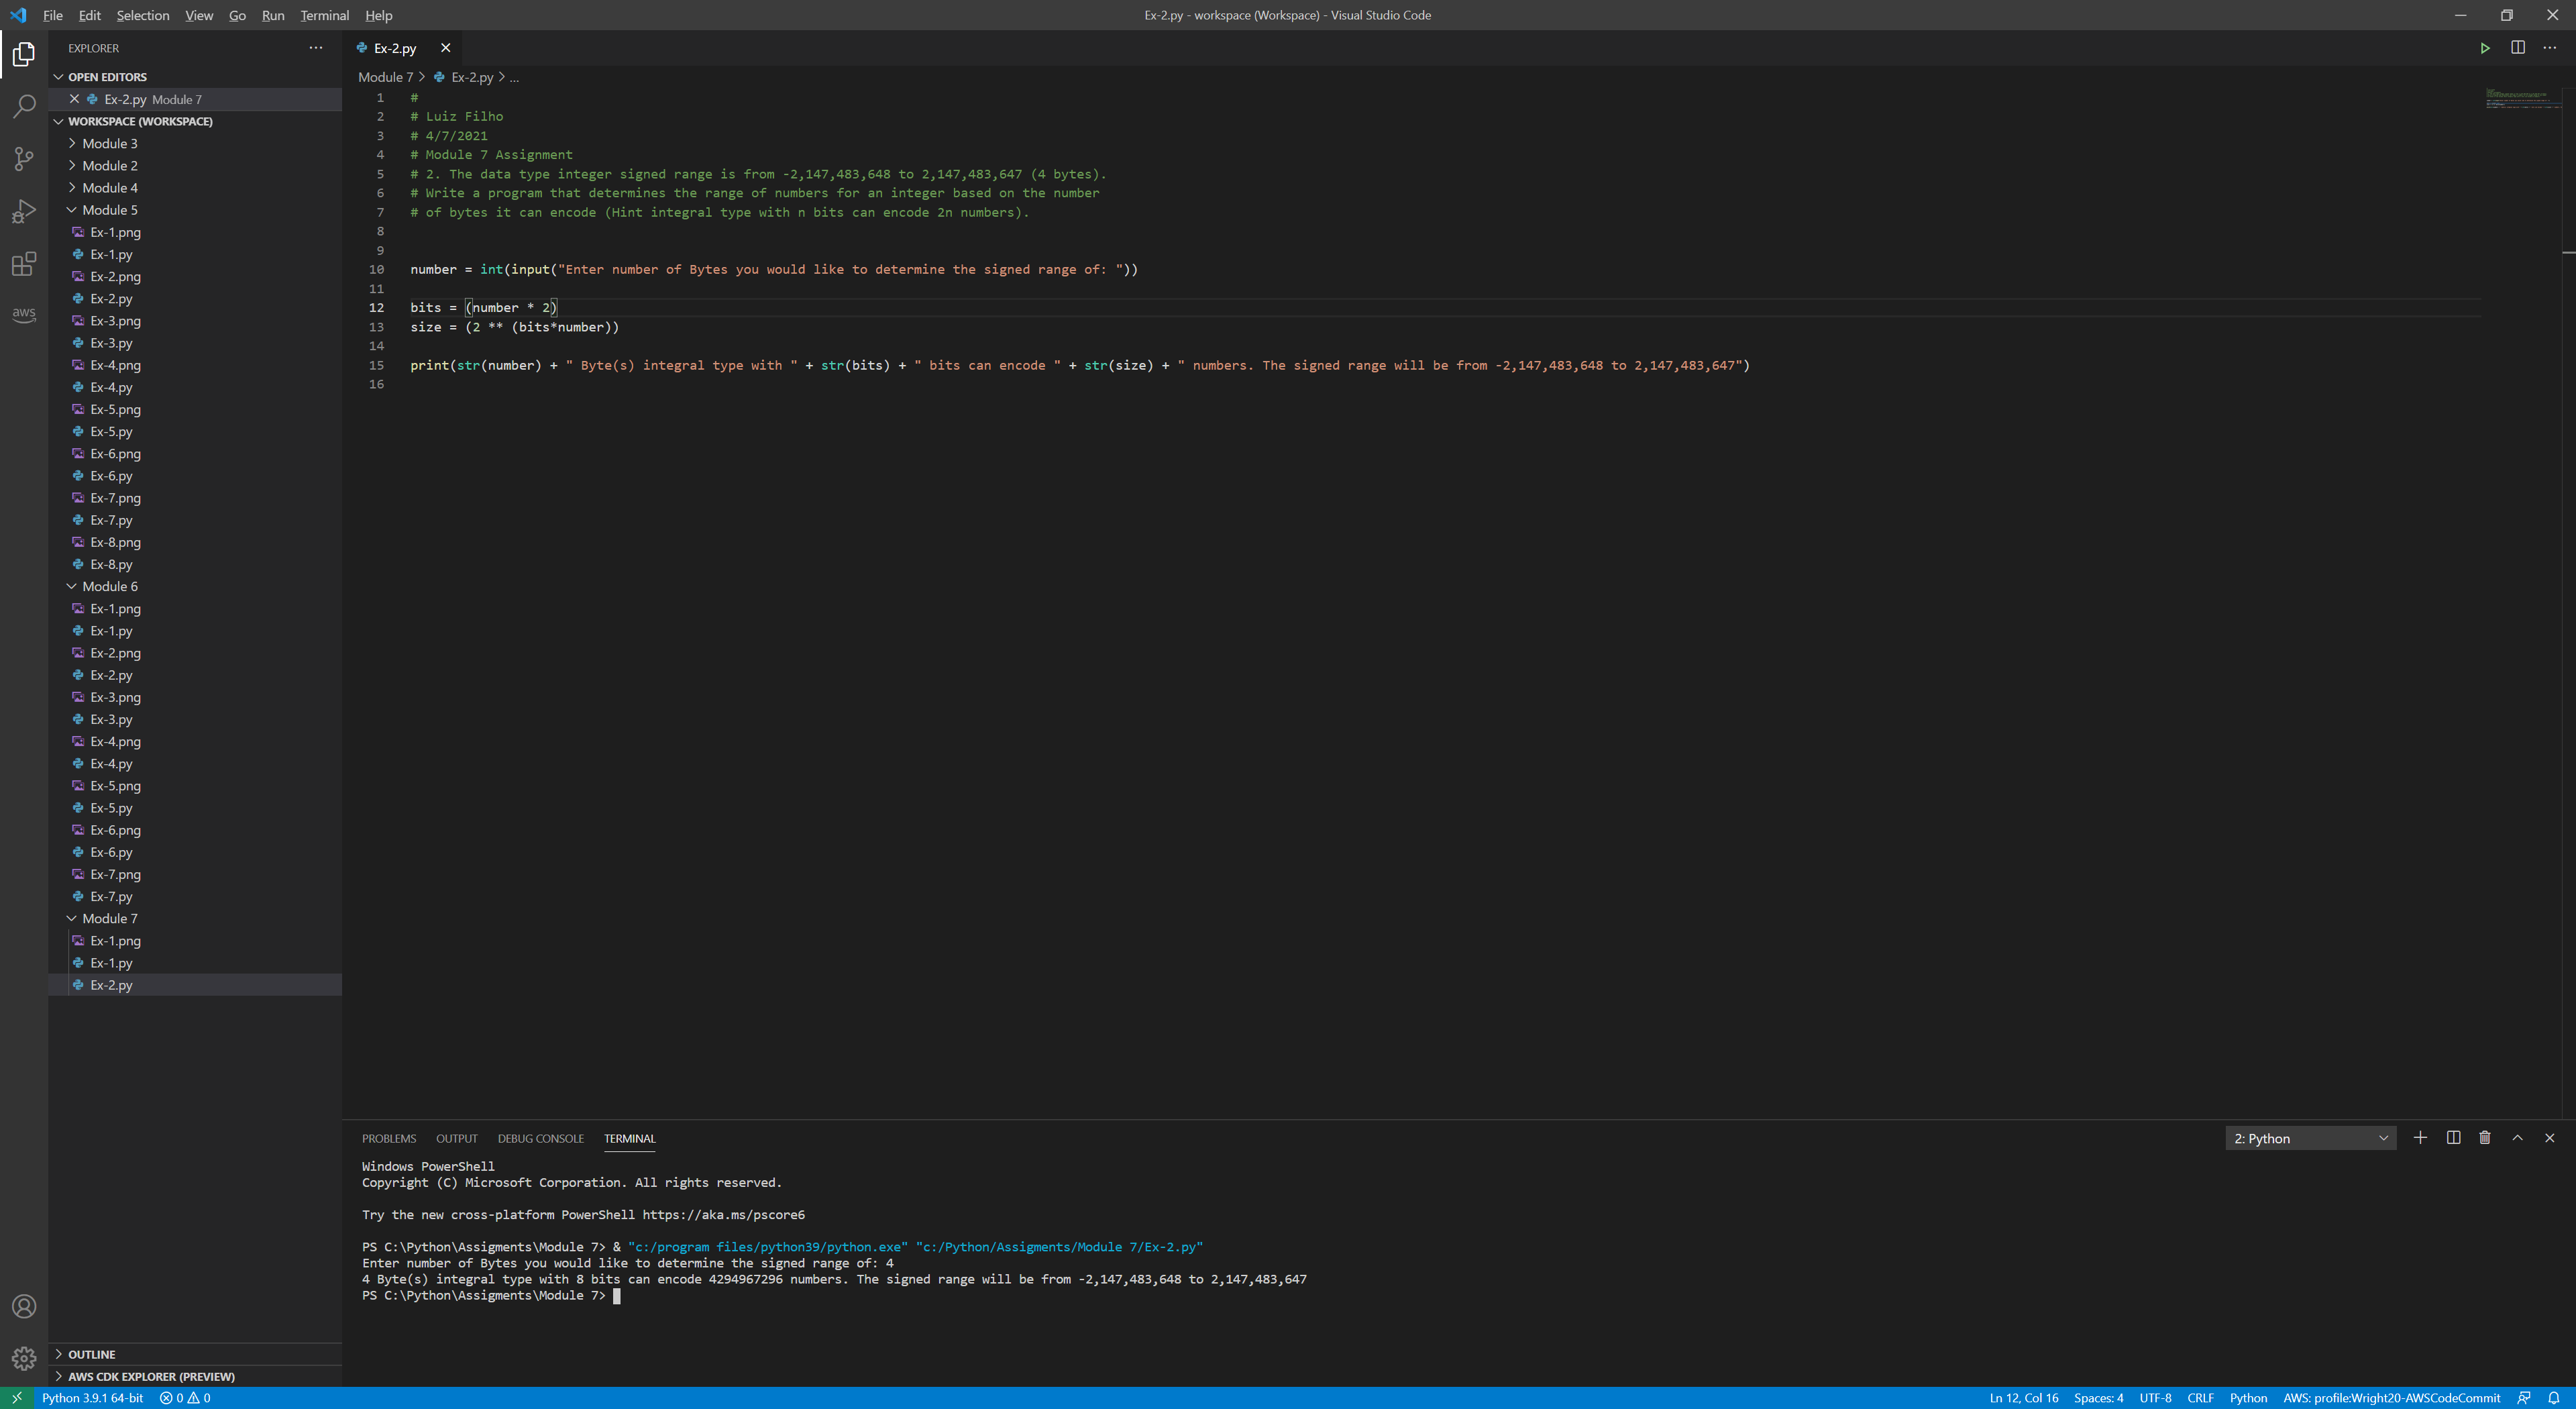 File Edit Selection View Go Run Terminal Help
Ex-2.py - workspace (Workspace) - Visual Studio Code
EXPLORER
OPEN EDITORS
Ex-2.py Module 7
WORKSPACE (WORKSPACE)
Module 3
Module 2
Module 4
Module 5
Ex-1.png
Ex-1.py
Ex-2.png
Ex-2.py
Ex-3.png
Ex-3.py
Ex-4.png
Ex-4.py
Ex-5.png
Ex-5.py
Ex-6.png
Ex-6.py
Ex-7.png
Ex-7.py
Ex-8.png
Ex-8.py
Module 6
Ex-1.png
Ex-1.py
Ex-2.png
Ex-2.py
Ex-3.png
Ex-3.py
Ex-4.png
Ex-4.py
Ex-5.png
Ex-5.py
Ex-6.png
Ex-6.py
Ex-7.png
Ex-7.py
Module 7
Ex-1.png
Ex-1.py
Ex-2.py
OUTLINE
AWS CDK EXPLORER (PREVIEW)
aws
Ex-2.py
Module 7 > Ex-2.py > ...
1 #
2 # Luiz Filho
3 # 4/7/2021
4 # Module 7 Assignment
5 # 2. The data type integer signed range is from -2,147,483,648 to 2,147,483,647 (4 bytes).
6 # Write a program that determines the range of numbers for an integer based on the number
7 # of bytes it can encode (Hint integral type with n bits can encode 2n numbers).
8
9
10 number = int(input("Enter number of Bytes you would like to determine the signed range of: "))
11
12 bits = (number * 2)
13 size = (2 ** (bits*number))
14
15 print(str(number) + " Byte(s) integral type with " + str(bits) + " bits can encode " + str(size) + " numbers. The signed range will be from -2,147,483,648 to 2,147,483,647")
16
PROBLEMS OUTPUT DEBUG CONSOLE TERMINAL
2: Python
Windows PowerShell
Copyright (C) Microsoft Corporation. All rights reserved.
Try the new cross-platform PowerShell https://aka.ms/pscore6
PS C:\Python\Assigments\Module 7> & "c:/program files/python39/python.exe" "c:/Python/Assigments/Module 7/Ex-2.py"
Enter number of Bytes you would like to determine the signed range of: 4
4 Byte(s) integral type with 8 bits can encode 4294967296 numbers. The signed range will be from -2,147,483,648 to 2,147,483,647
PS C:\Python\Assigments\Module 7>
Python 3.9.1 64-bit 0 0
Ln 12, Col 16 Spaces: 4 UTF-8 CRLF Python AWS: profile:Wright20-AWSCodeCommit